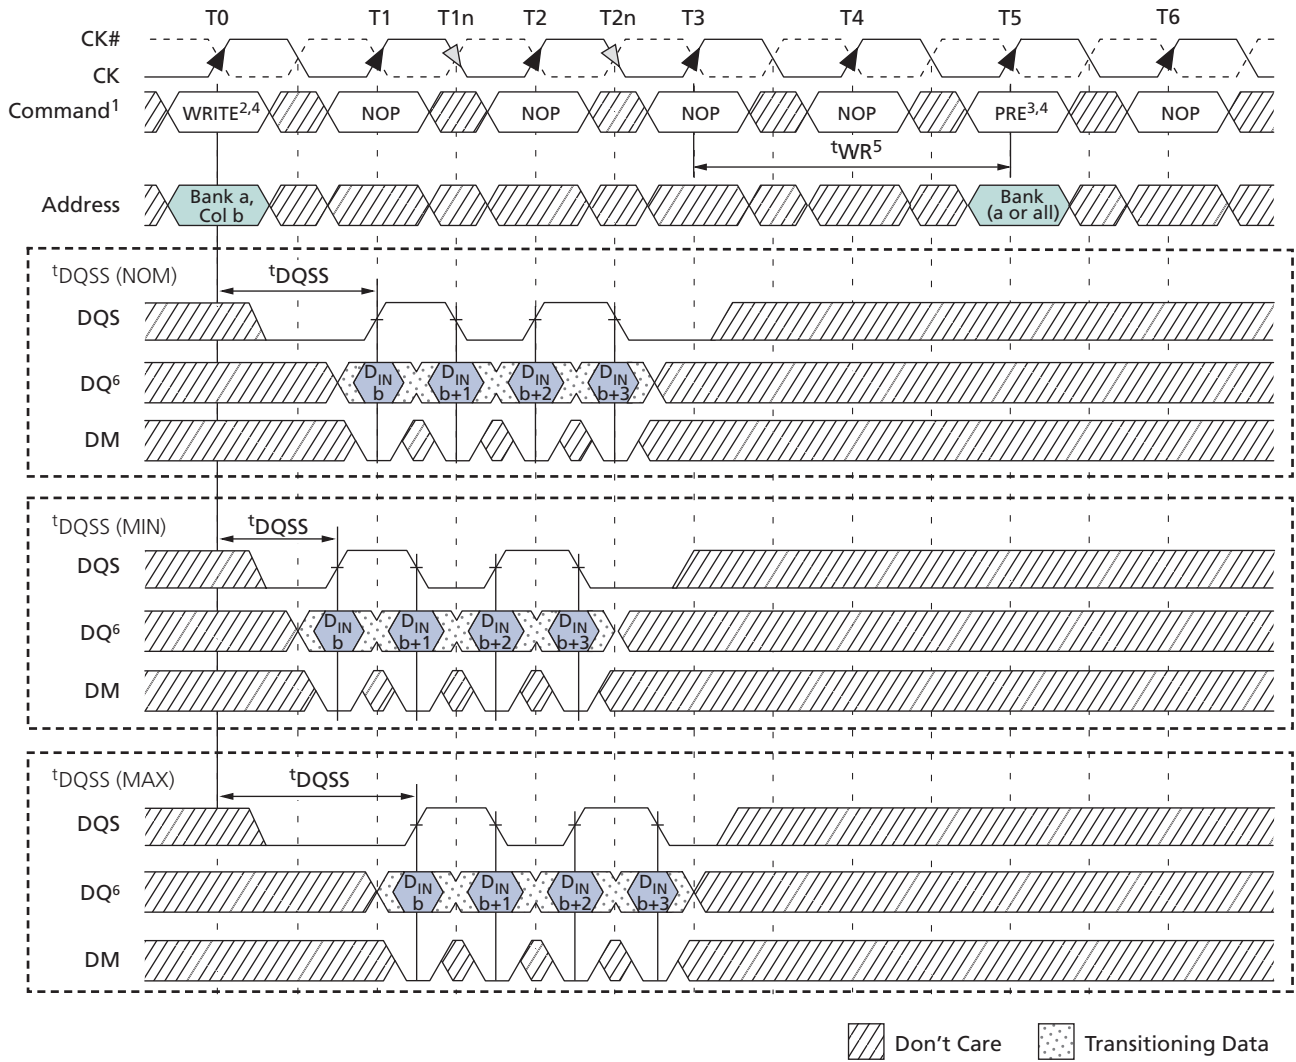 T0 T1 T1n T2 T2n T3 T4 T5 T6
CK#
CK
Command1 WRITE2,4 NOP NOP NOP NOP PRE3,4 NOP
tWR5
Address Bank a, Col b Bank (a or all)
tDQSS (NOM) tDQSS
DQS
DQ6 DIN b DIN b+1 DIN b+2 DIN b+3
DM
tDQSS (MIN) tDQSS
DQS
DQ6 DIN b DIN b+1 DIN b+2 DIN b+3
DM
tDQSS (MAX) tDQSS
DQS
DQ6 DIN b DIN b+1 DIN b+2 DIN b+3
DM
Don't Care Transitioning Data